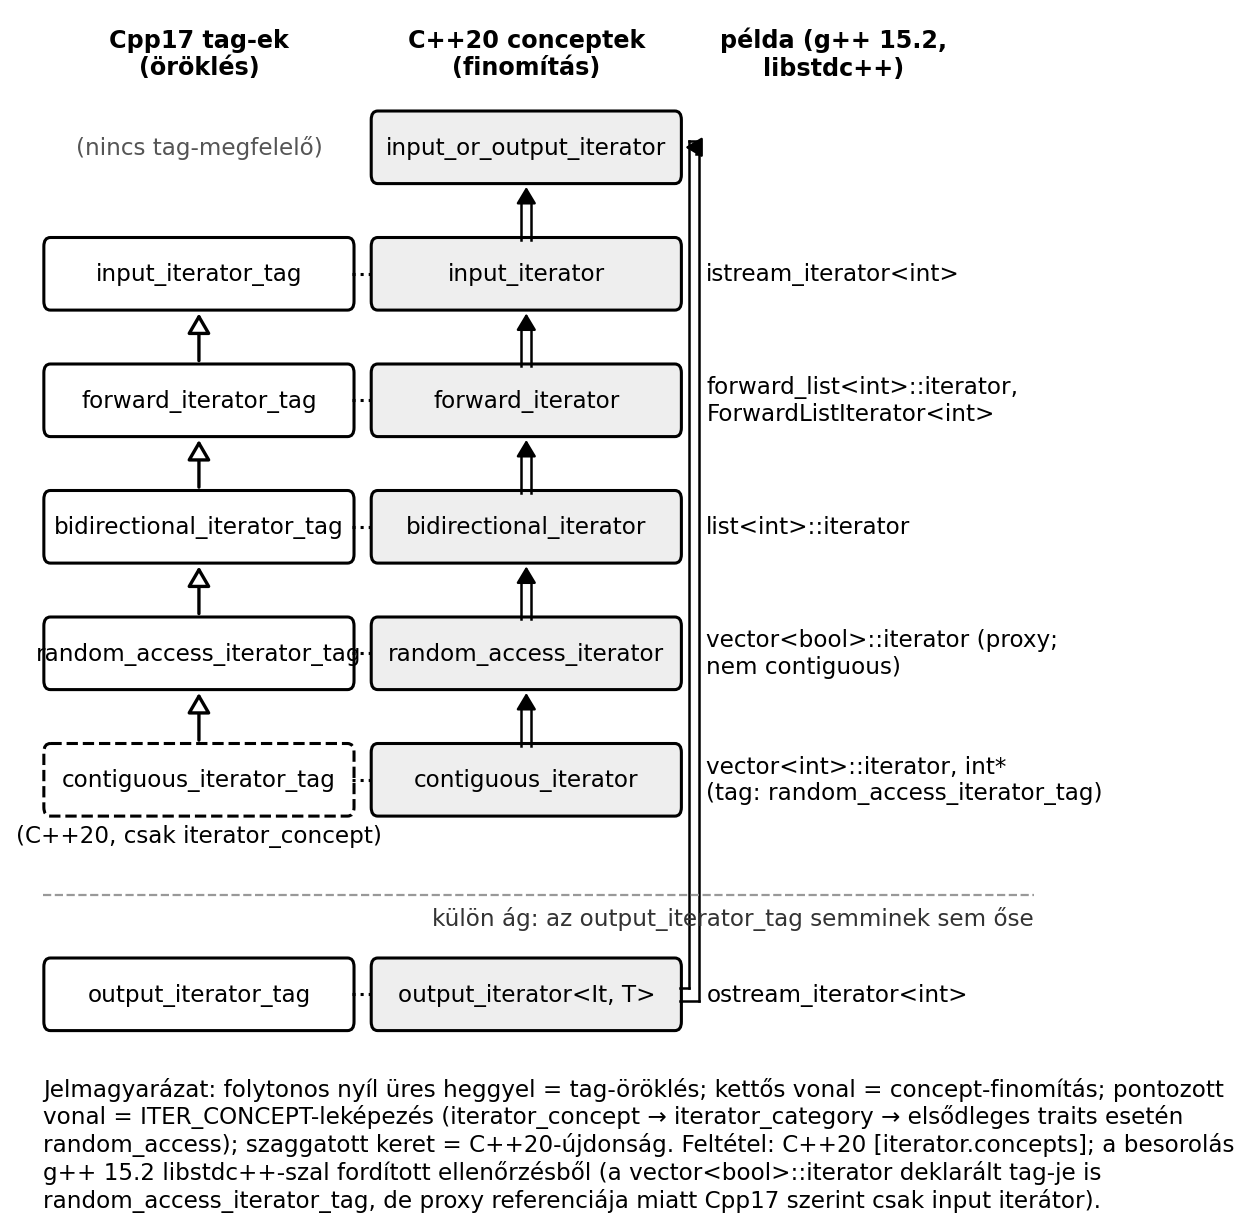 Cpp17 tag-ek
(öröklés)
C++20 conceptek
(finomítás)
példa (g++ 15.2,
libstdc++)
(nincs tag-megfelelő)
input_or_output_iterator
input_iterator_tag
input_iterator
istream_iterator<int>
forward_iterator_tag
forward_iterator
forward_list<int>::iterator,
ForwardListIterator<int>
bidirectional_iterator_tag
bidirectional_iterator
list<int>::iterator
random_access_iterator_tag
random_access_iterator
vector<bool>::iterator (proxy;
nem contiguous)
contiguous_iterator_tag
contiguous_iterator
vector<int>::iterator, int*
(tag: random_access_iterator_tag)
(C++20, csak iterator_concept)
külön ág: az output_iterator_tag semminek sem őse
output_iterator_tag
output_iterator<It, T>
ostream_iterator<int>
Jelmagyarázat: folytonos nyíl üres heggyel = tag-öröklés; kettős vonal = concept-finomítás; pontozott
vonal = ITER_CONCEPT-leképezés (iterator_concept → iterator_category → elsődleges traits esetén
random_access); szaggatott keret = C++20-újdonság. Feltétel: C++20 [iterator.concepts]; a besorolás
g++ 15.2 libstdc++-szal fordított ellenőrzésből (a vector<bool>::iterator deklarált tag-je is
random_access_iterator_tag, de proxy referenciája miatt Cpp17 szerint csak input iterátor).